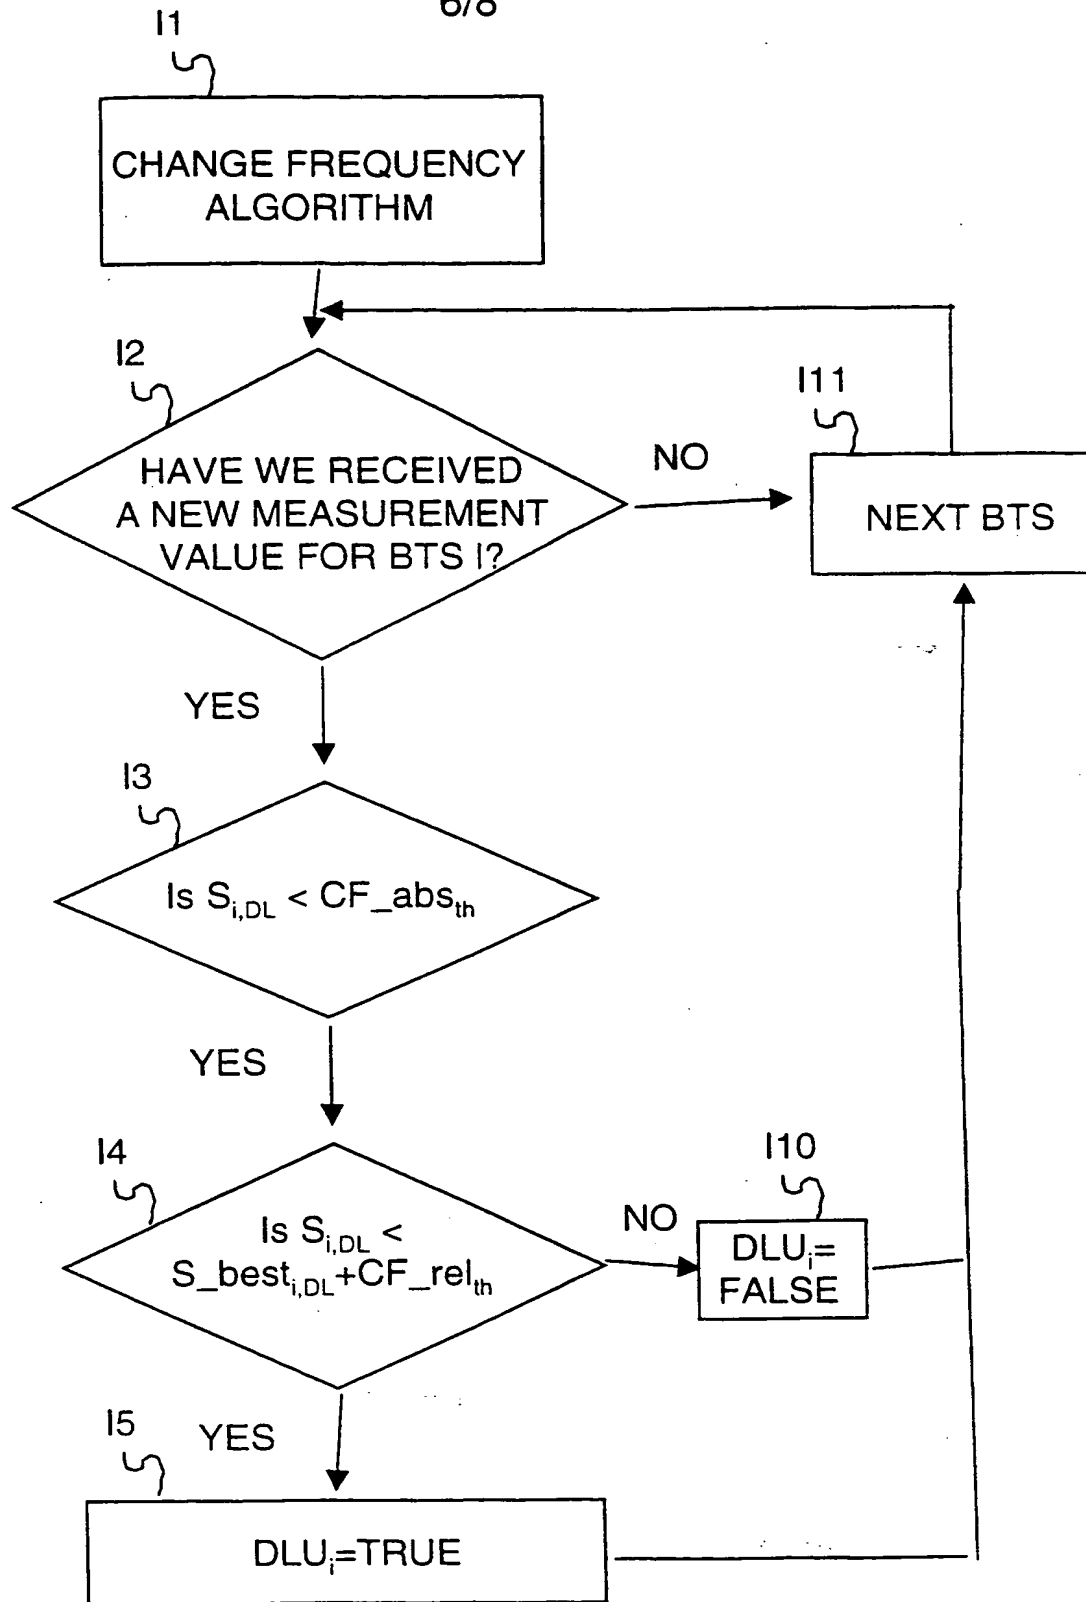 6/8
I1
CHANGE FREQUENCY
ALGORITHM
I2
I11
HAVE WE RECEIVED
A NEW MEASUREMENT
VALUE FOR BTS I?
NO
NEXT BTS
YES
I3
Is S_i,DL < CF_abs_th
YES
I4
I10
Is S_i,DL <
S_best_i,DL+CF_rel_th
NO
DLU_i=
FALSE
I5
YES
DLU_i=TRUE